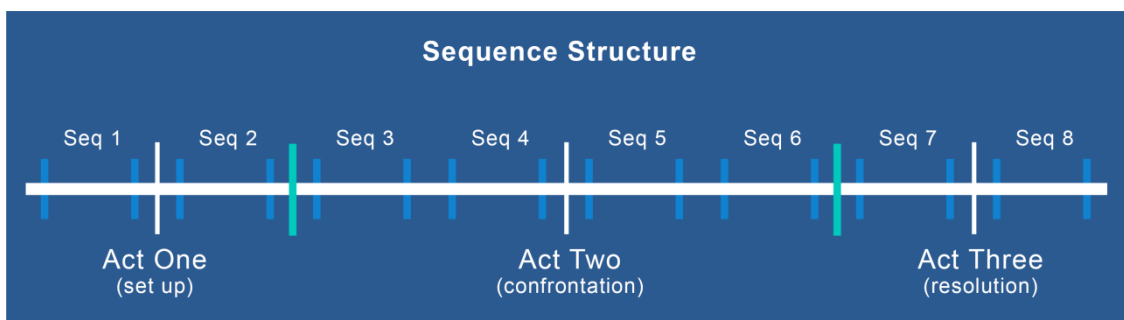 Sequence Structure
Seq 1 Seq 2 Seq 3 Seq 4 Seq 5 Seq 6 Seq 7 Seq 8
Act One Act Two Act Three
(set up) (confrontation) (resolution)